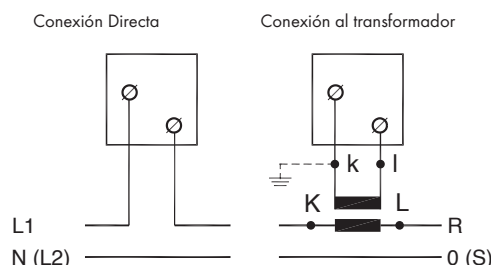 Conexión Directa
Conexión al transformador
k l
K L
L1
R
N (L2)
0 (S)